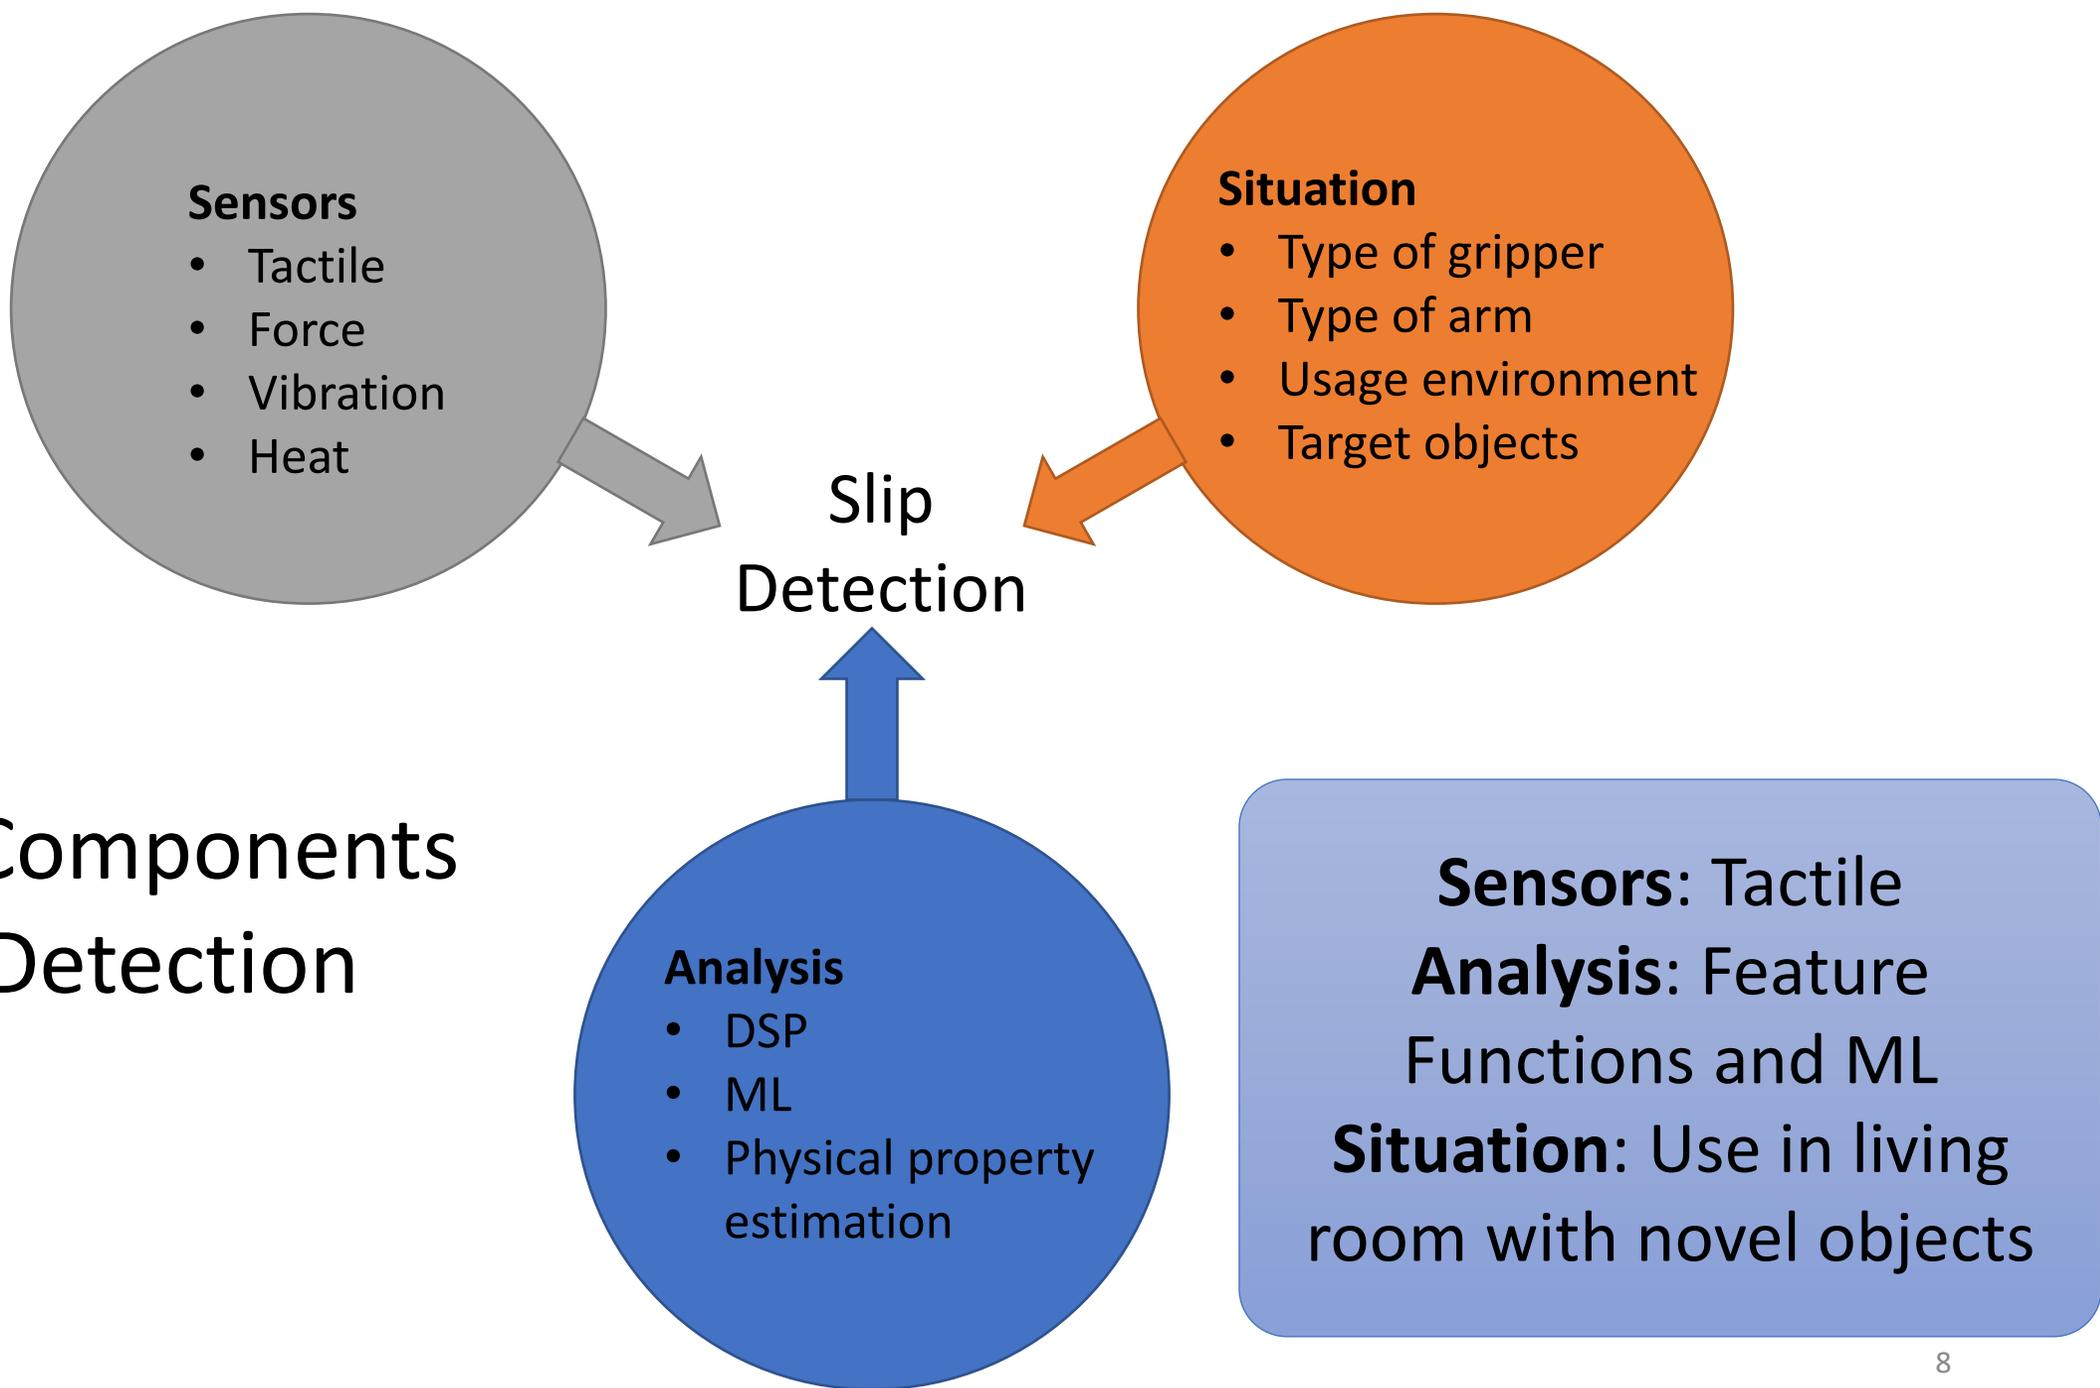 Sensors
• Tactile
• Force
• Vibration
• Heat
Situation
• Type of gripper
• Type of arm
• Usage environment
• Target objects
Slip
Detection
Components
Detection
Analysis
• DSP
• ML
• Physical property
estimation
Sensors: Tactile
Analysis: Feature
Functions and ML
Situation: Use in living
room with novel objects
8